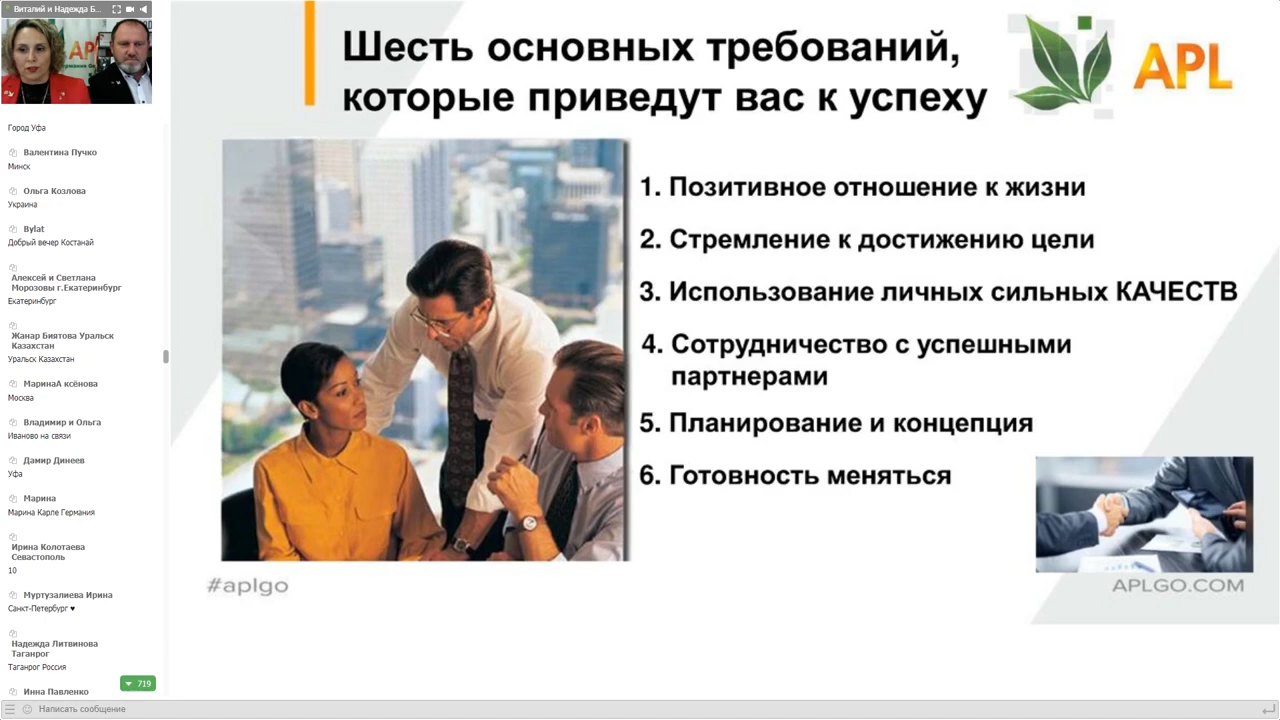 Виталий и Надежда Б...
Город Уфа
Валентина Пучко
Минск
Ольга Козлова
Украина
Bylat
Добрый вечер Костанай
Алексей и Светлана
Морозовы г.Екатеринбург
Екатеринбург
Жанар Биятова Уральск
Казахстан
Уральск Казахстан
МаринаА ксёнова
Москва
Владимир и Ольга
Иваново на связи
Дамир Динеев
Уфа
Марина
Марина Карле Германия
Ирина Колотаева
Севастополь
10
Муртузалиева Ирина
Санкт-Петербург ♥
Надежда Литвинова
Таганрог
Таганрог Россия
Инна Павленко
719
Написать сообщение
Шесть основных требований,
которые приведут вас к успеху
APL
1. Позитивное отношение к жизни
2. Стремление к достижению цели
3. Использование личных сильных КАЧЕСТВ
4. Сотрудничество с успешными
партнерами
5. Планирование и концепция
6. Готовность меняться
#aplgo
APLGO.COM